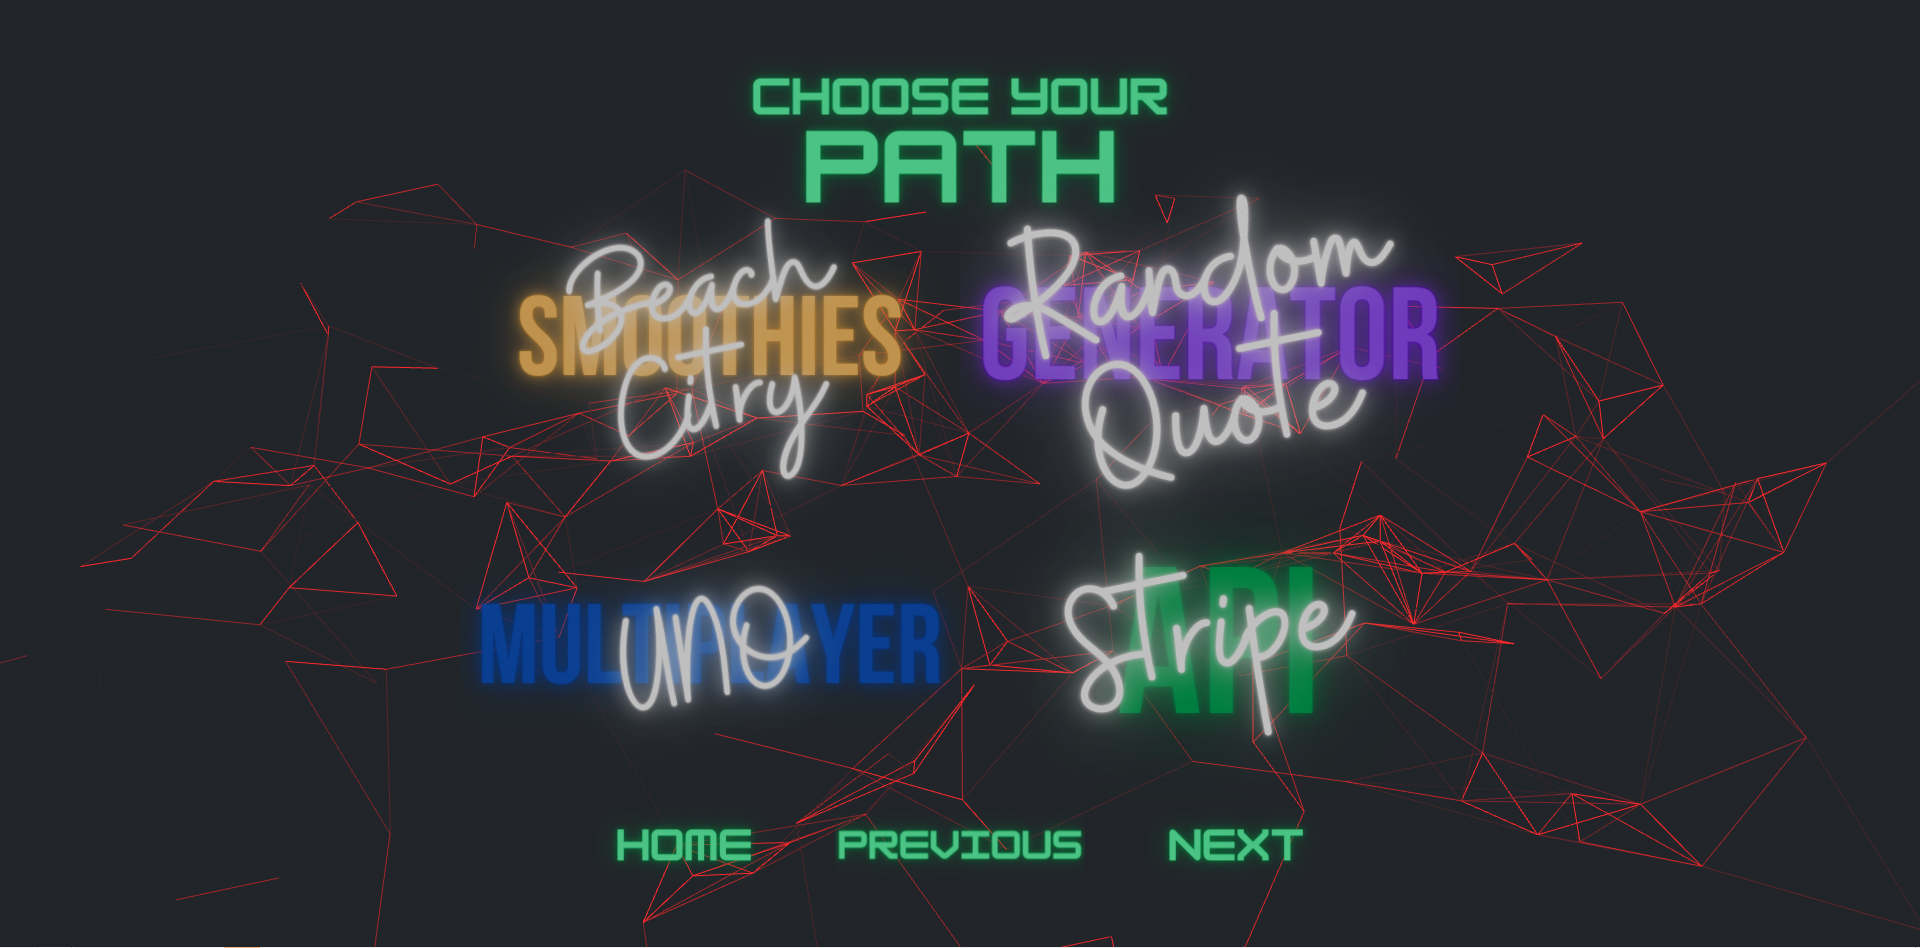 CHOOSE YOUR
PATH
Beach
SMOOTHIES
City
Random
GENERATOR
Quote
MULTIPLAYER
UNO
Stripe
API
HOME PREVIOUS NEXT